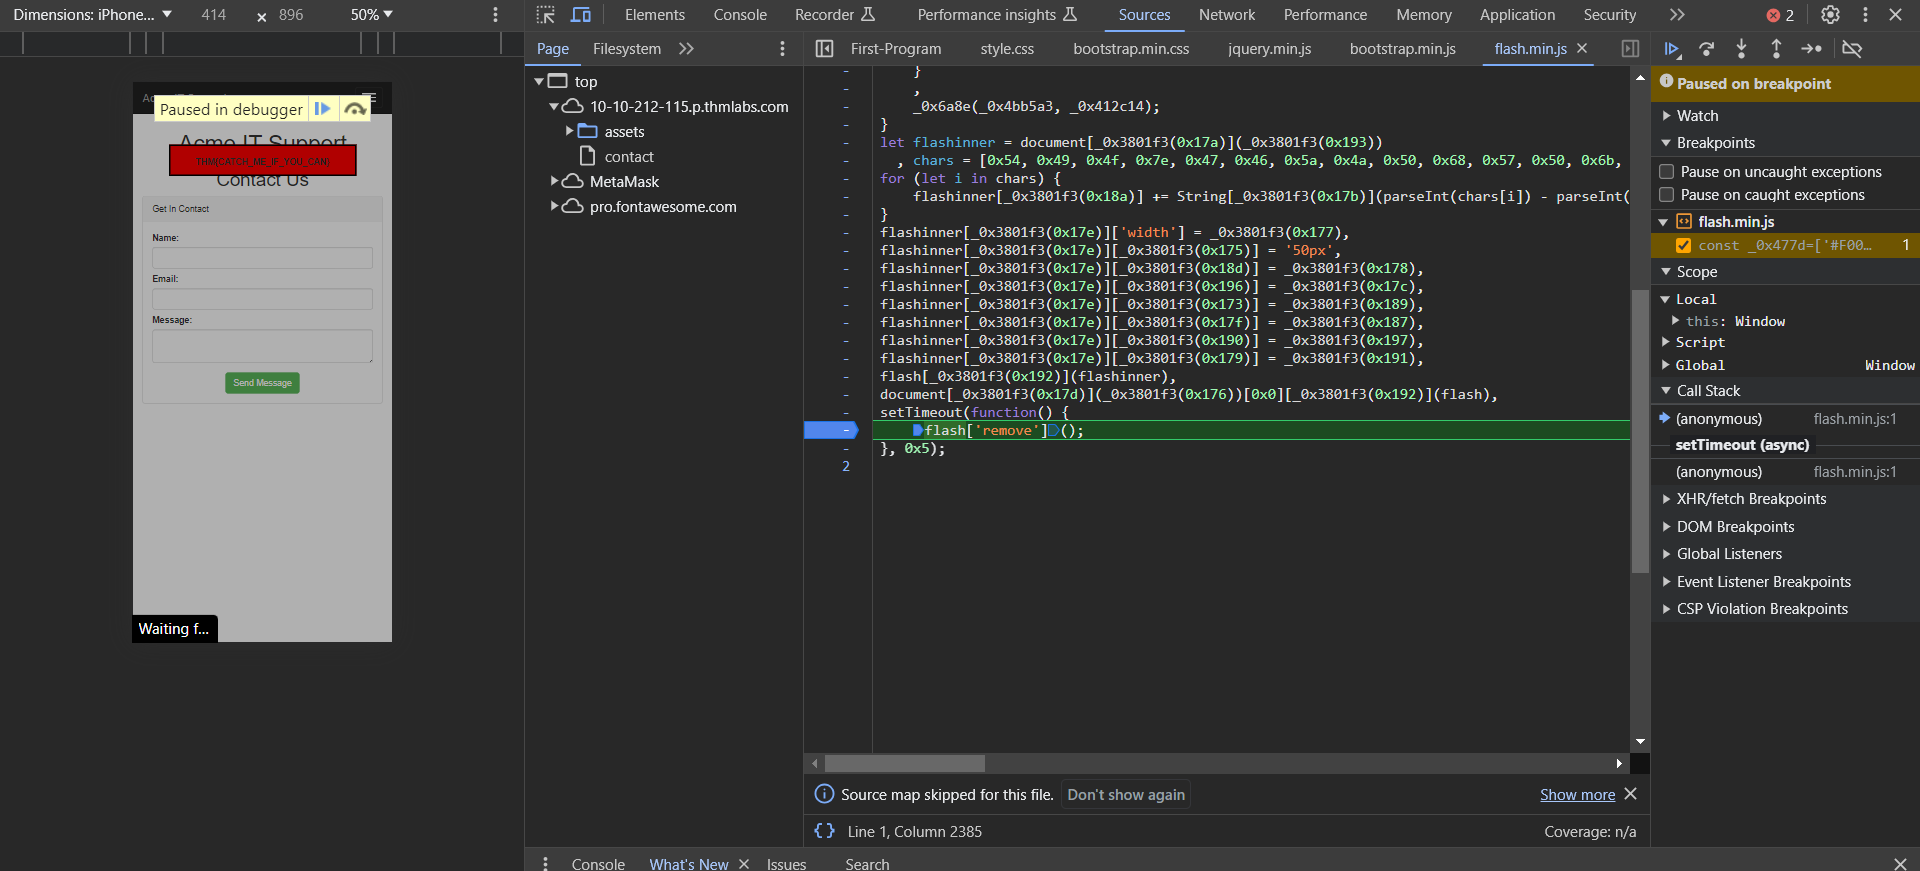 Dimensions: iPhone... 414 × 896 50%
Elements Console Recorder Performance insights Sources Network Performance Memory Application Security 2
Page Filesystem
First-Program style.css bootstrap.min.css jquery.min.js bootstrap.min.js flash.min.js
top
10-10-212-115.p.thmlabs.com
assets
contact
MetaMask
pro.fontawesome.com
Paused in debugger
Acme IT Support
THM{CATCH_ME_IF_YOU_CAN}
Contact Us
Get In Contact
Name:
Email:
Message:
Send Message
Waiting f...
}
,
_0x6a8e(_0x4bb5a3, _0x412c14);
}
let flashinner = document[_0x3801f3(0x17a)](_0x3801f3(0x193))
, chars = [0x54, 0x49, 0x4f, 0x7e, 0x47, 0x46, 0x5a, 0x4a, 0x50, 0x68, 0x57, 0x50, 0x6b,
for (let i in chars) {
flashinner[_0x3801f3(0x18a)] += String[_0x3801f3(0x17b)](parseInt(chars[i]) - parseInt(
}
flashinner[_0x3801f3(0x17e)]['width'] = _0x3801f3(0x177),
flashinner[_0x3801f3(0x17e)][_0x3801f3(0x175)] = '50px',
flashinner[_0x3801f3(0x17e)][_0x3801f3(0x18d)] = _0x3801f3(0x178),
flashinner[_0x3801f3(0x17e)][_0x3801f3(0x196)] = _0x3801f3(0x17c),
flashinner[_0x3801f3(0x17e)][_0x3801f3(0x173)] = _0x3801f3(0x189),
flashinner[_0x3801f3(0x17e)][_0x3801f3(0x17f)] = _0x3801f3(0x187),
flashinner[_0x3801f3(0x17e)][_0x3801f3(0x190)] = _0x3801f3(0x197),
flashinner[_0x3801f3(0x17e)][_0x3801f3(0x179)] = _0x3801f3(0x191),
flash[_0x3801f3(0x192)](flashinner),
document[_0x3801f3(0x17d)](_0x3801f3(0x176))[0x0][_0x3801f3(0x192)](flash),
setTimeout(function() {
flash['remove']();
}, 0x5);
2
Source map skipped for this file. Don't show again Show more
{} Line 1, Column 2385 Coverage: n/a
Console What's New Issues Search
Paused on breakpoint
Watch
Breakpoints
Pause on uncaught exceptions
Pause on caught exceptions
flash.min.js
const _0x477d=['#F00... 1
Scope
Local
this: Window
Script
Global Window
Call Stack
(anonymous) flash.min.js:1
setTimeout (async)
(anonymous) flash.min.js:1
XHR/fetch Breakpoints
DOM Breakpoints
Global Listeners
Event Listener Breakpoints
CSP Violation Breakpoints